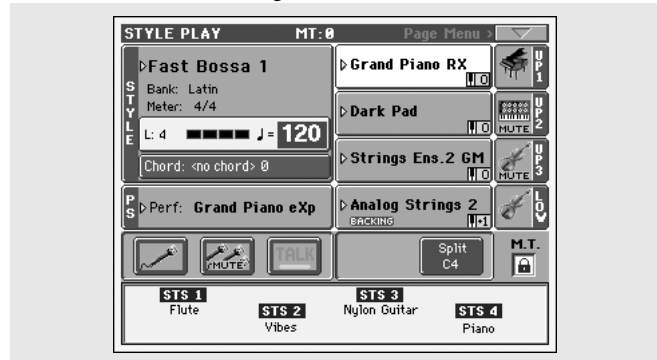 STYLE PLAY MT:0 Page Menu >
STYLE
▷Fast Bossa 1
Bank: Latin
Meter: 4/4
L: 4 ♩= 120
Chord: <no chord> 0
PS
▷Perf: Grand Piano eXp
▷Grand Piano RX
0
UP1
▷Dark Pad
0
MUTE
UP2
▷Strings Ens.2 GM
0
MUTE
UP3
▷Analog Strings 2
BACKING +1
LOW
MUTE
TALK
Split
C4
M.T.
STS 1
Flute
STS 2
Vibes
STS 3
Nylon Guitar
STS 4
Piano